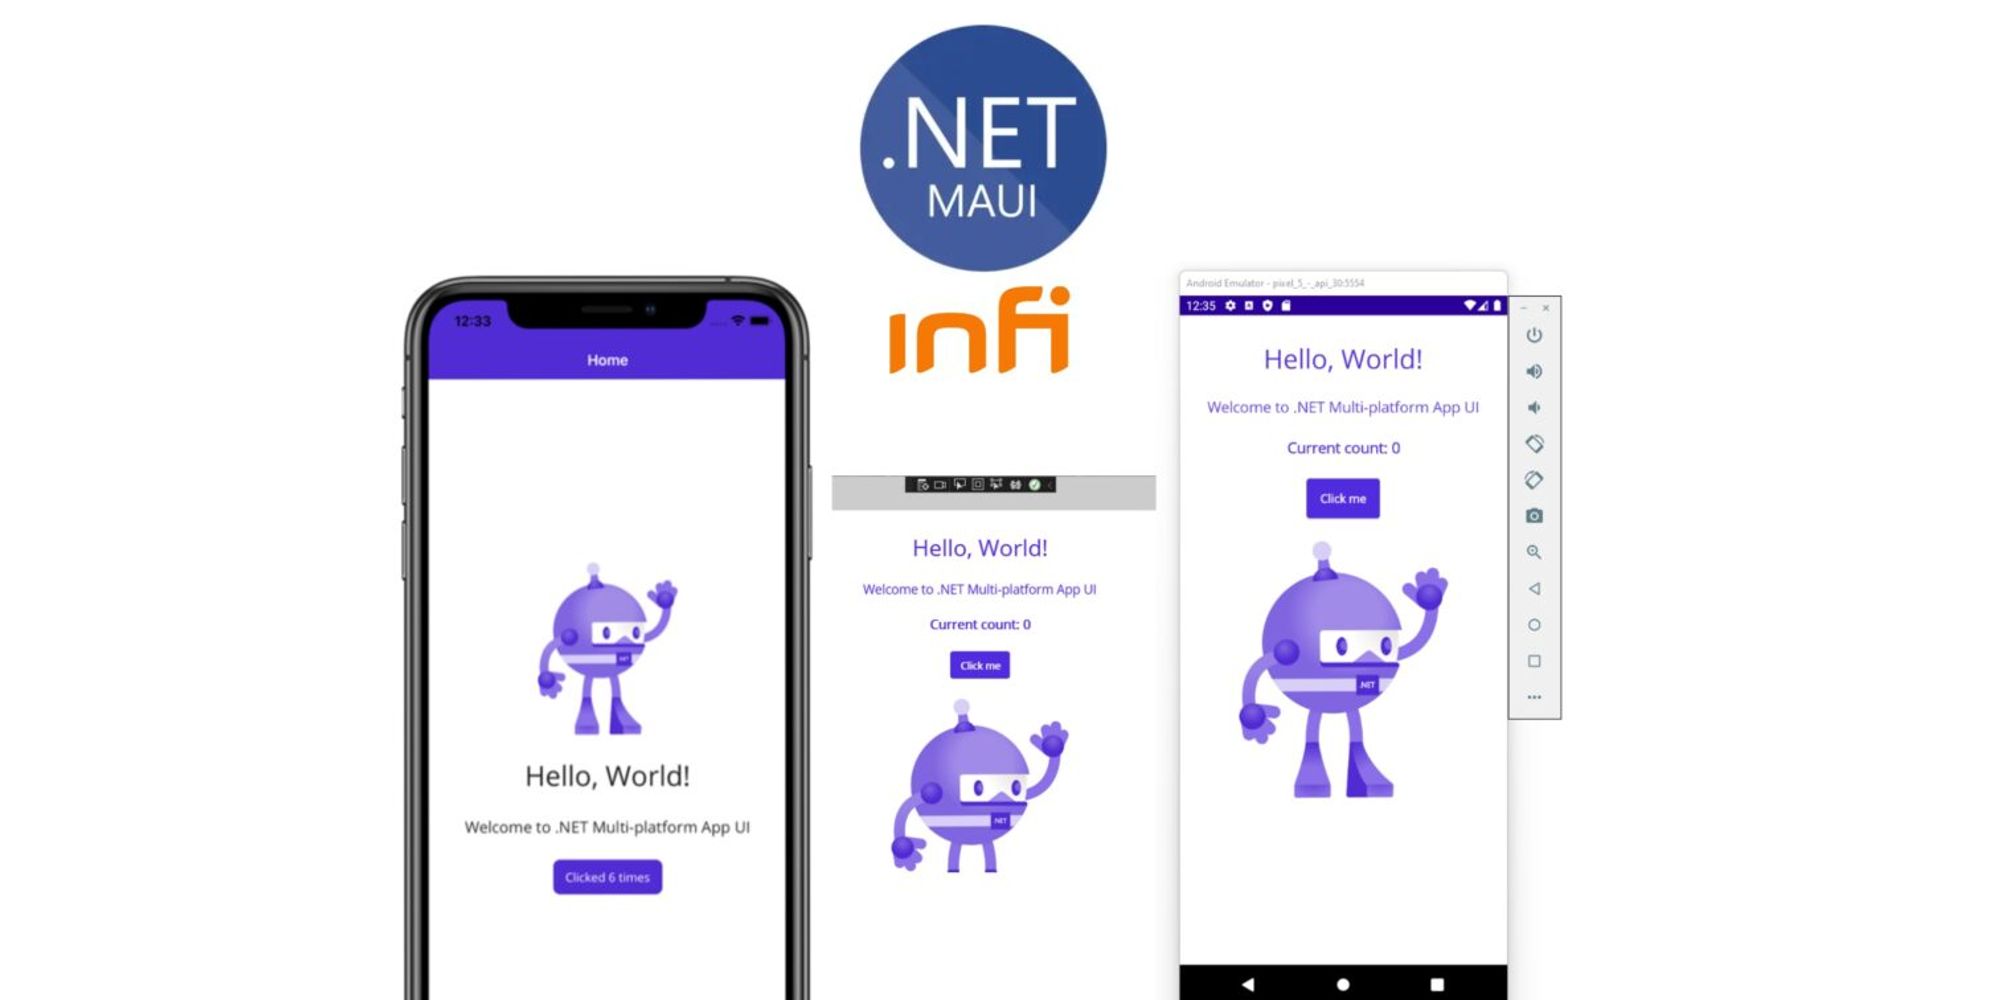 .NET
MAUI
infi
12:33
Home
.NET
Hello, World!
Welcome to .NET Multi-platform App UI
Clicked 6 times
Hello, World!
Welcome to .NET Multi-platform App UI
Current count: 0
Click me
.NET
Android Emulator - pixel_5_-_api_30:5554
12:35
Hello, World!
Welcome to .NET Multi-platform App UI
Current count: 0
Click me
.NET